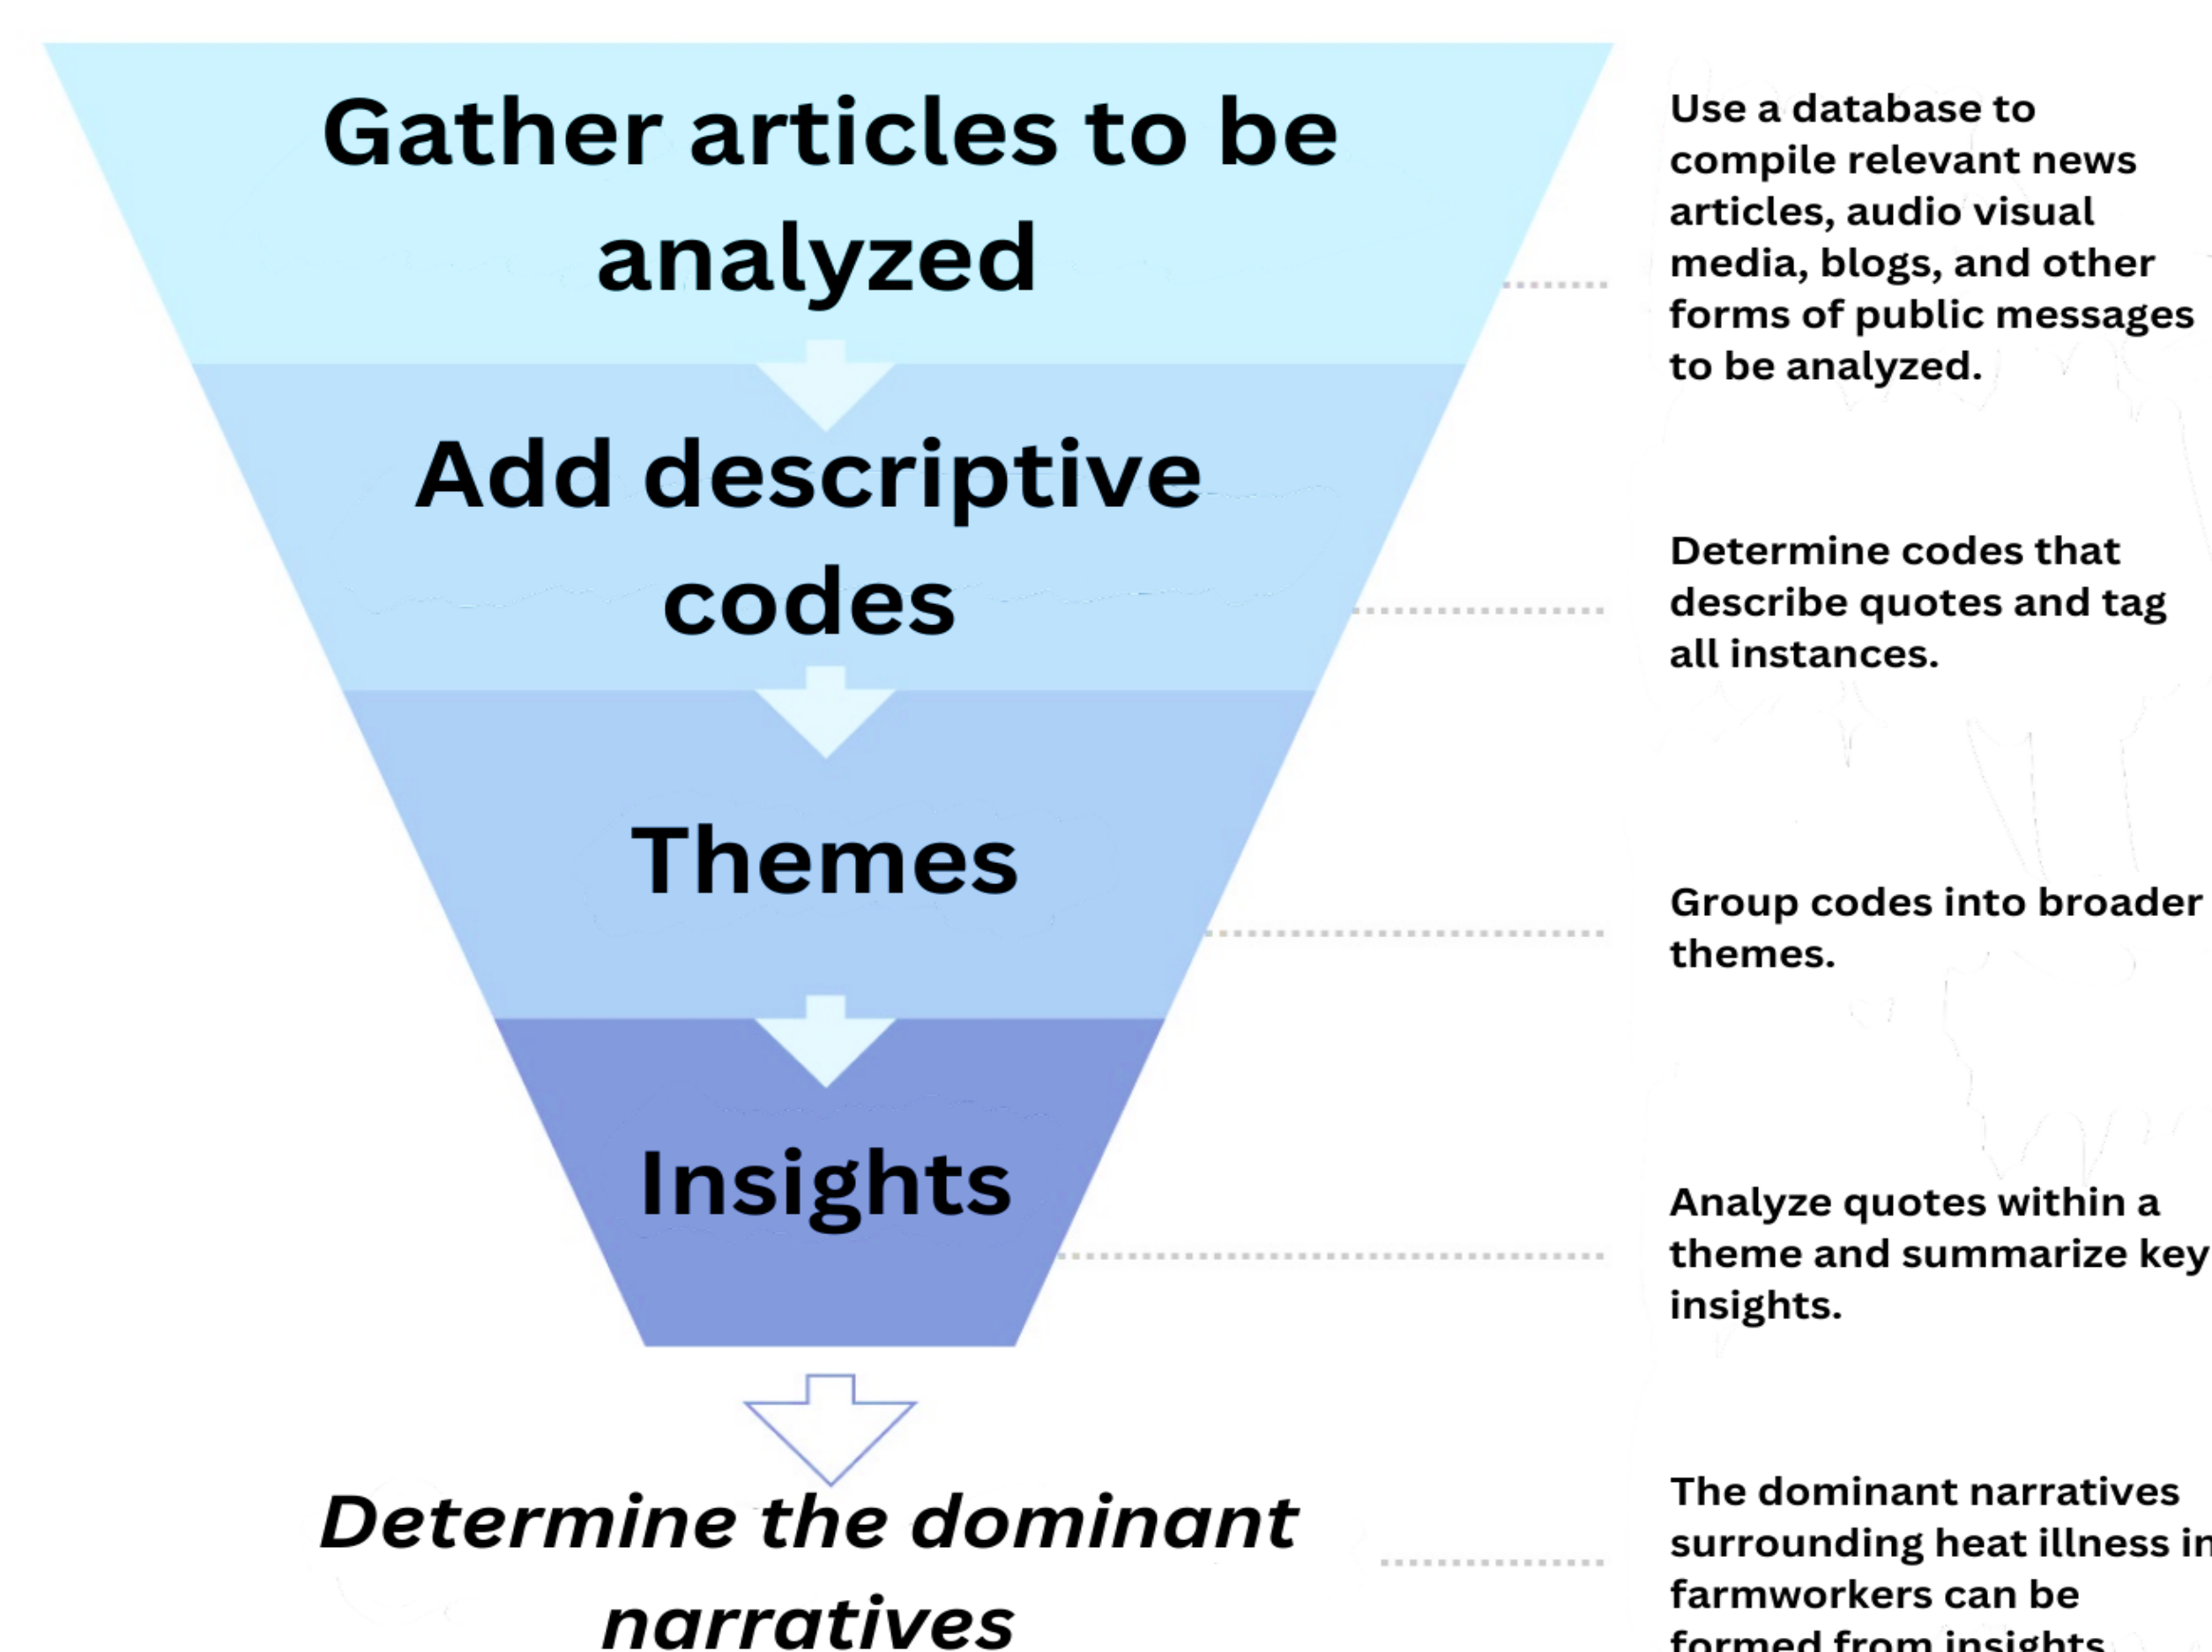 Gather articles to be
analyzed
Use a database to
compile relevant news
articles, audio visual
media, blogs, and other
forms of public messages
to be analyzed.
Add descriptive
codes
Determine codes that
describe quotes and tag
all instances.
Themes
Group codes into broader
themes.
Insights
Analyze quotes within a
theme and summarize key
insights.
Determine the dominant
narratives
The dominant narratives
surrounding heat illness in
farmworkers can be
formed from insights.